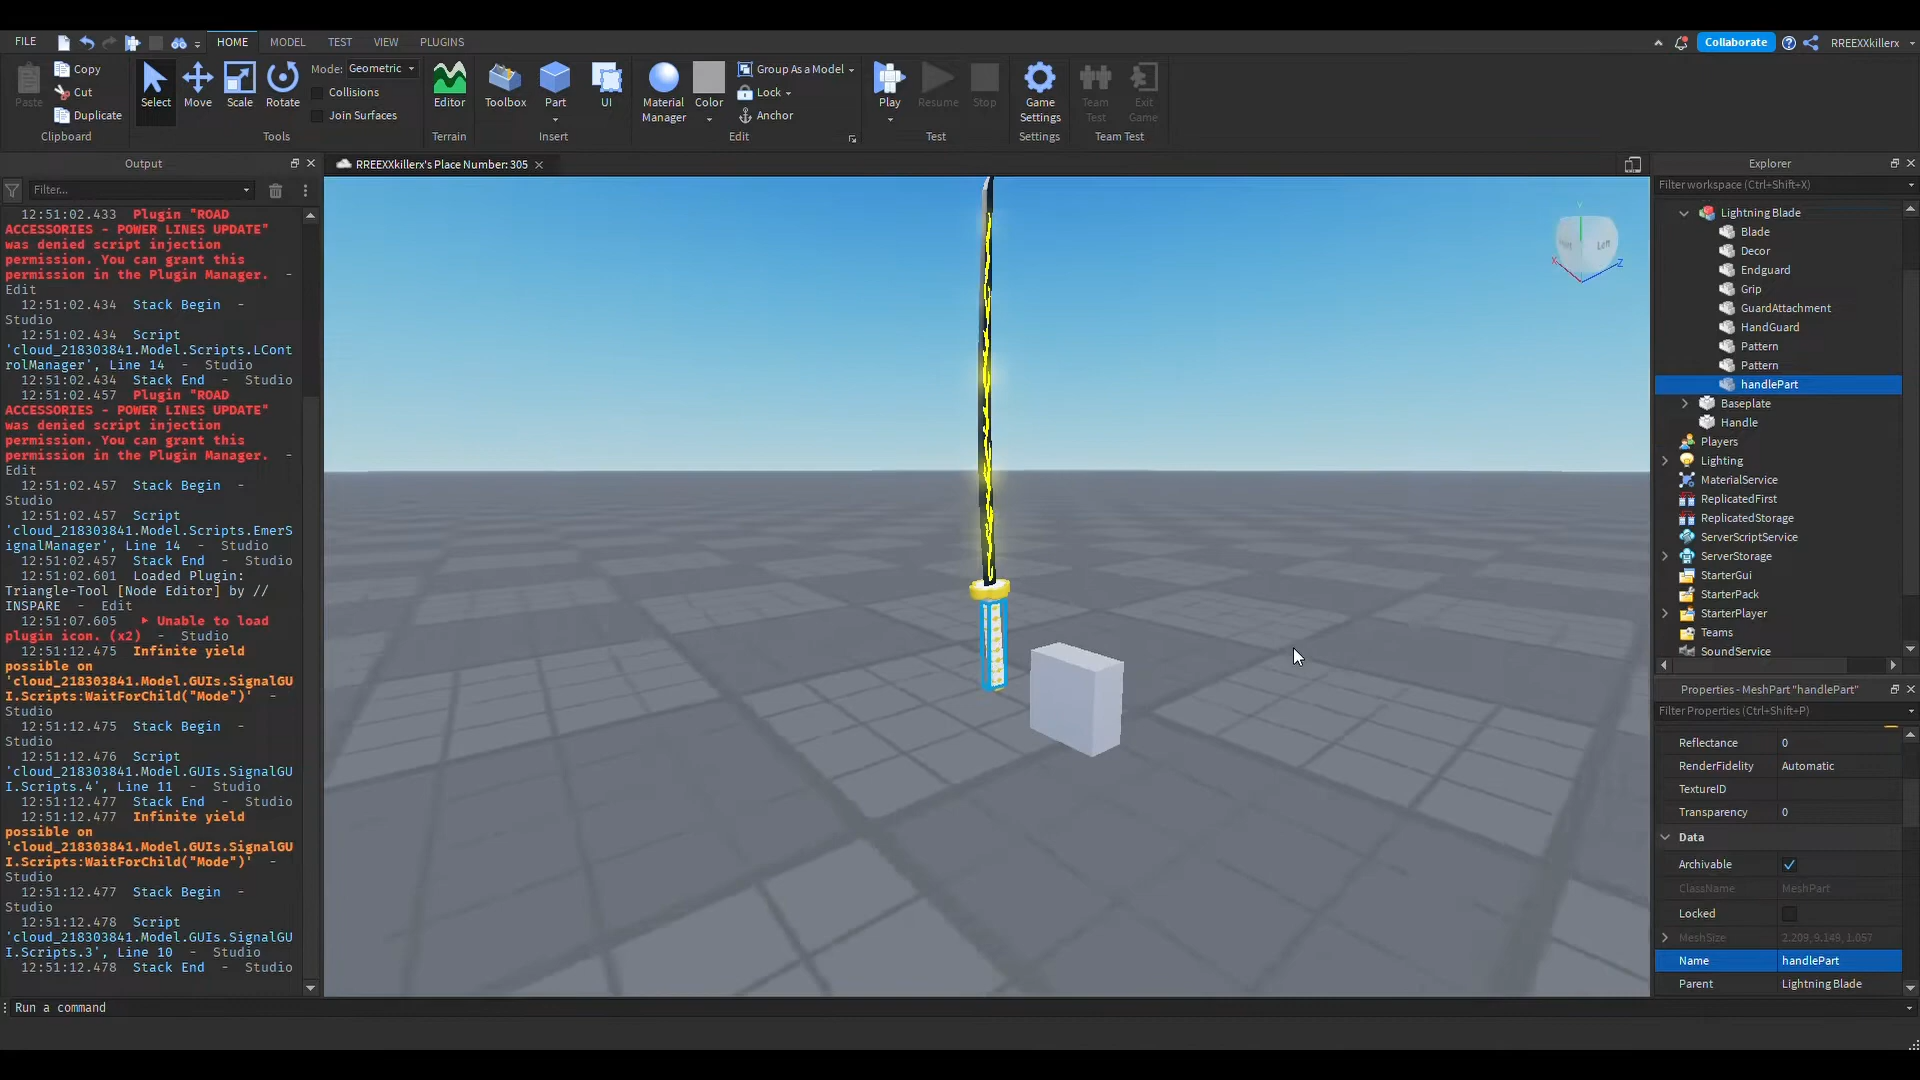 FILE
HOME
MODEL
TEST
VIEW
PLUGINS
Collaborate
RREEXXkillerx
Paste
Copy
Cut
Duplicate
Clipboard
Select
Move
Scale
Rotate
Mode: Geometric
Collisions
Join Surfaces
Tools
Editor
Terrain
Toolbox
Part
UI
Insert
Material
Manager
Color
Group As a Model
Lock
Anchor
Edit
Play
Resume
Stop
Test
Game
Settings
Settings
Team
Test
Exit
Game
Team Test
Output
RREEXXkillerx's Place Number: 305
Explorer
Filter...
Filter workspace (Ctrl+Shift+X)
12:51:02.433 Plugin "ROAD
ACCESSORIES - POWER LINES UPDATE"
was denied script injection
permission. You can grant this
permission in the Plugin Manager. -
Edit
12:51:02.434 Stack Begin -
Studio
12:51:02.434 Script
'cloud_218303841.Model.Scripts.LCont
rolManager', Line 14 - Studio
12:51:02.434 Stack End - Studio
12:51:02.457 Plugin "ROAD
ACCESSORIES - POWER LINES UPDATE"
was denied script injection
permission. You can grant this
permission in the Plugin Manager. -
Edit
12:51:02.457 Stack Begin -
Studio
12:51:02.457 Script
'cloud_218303841.Model.Scripts.EmerS
ignalManager', Line 14 - Studio
12:51:02.457 Stack End - Studio
12:51:02.601 Loaded Plugin:
Triangle-Tool [Node Editor] by //
INSPARE - Edit
12:51:07.605 ▸ Unable to load
plugin icon. (x2) - Studio
12:51:12.475 Infinite yield
possible on
'cloud_218303841.Model.GUIs.SignalGU
I.Scripts:WaitForChild("Mode")' -
Studio
12:51:12.475 Stack Begin -
Studio
12:51:12.476 Script
'cloud_218303841.Model.GUIs.SignalGU
I.Scripts.4', Line 11 - Studio
12:51:12.477 Stack End - Studio
12:51:12.477 Infinite yield
possible on
'cloud_218303841.Model.GUIs.SignalGU
I.Scripts:WaitForChild("Mode")' -
Studio
12:51:12.477 Stack Begin -
Studio
12:51:12.478 Script
'cloud_218303841.Model.GUIs.SignalGU
I.Scripts.3', Line 10 - Studio
12:51:12.478 Stack End - Studio
Y
Left
X
Z
Lightning Blade
Blade
Decor
Endguard
Grip
GuardAttachment
HandGuard
Pattern
Pattern
handlePart
Baseplate
Handle
Players
Lighting
MaterialService
ReplicatedFirst
ReplicatedStorage
ServerScriptService
ServerStorage
StarterGui
StarterPack
StarterPlayer
Teams
SoundService
Properties - MeshPart "handlePart"
Filter Properties (Ctrl+Shift+P)
Reflectance 0
RenderFidelity Automatic
TextureID
Transparency 0
Data
Archivable
ClassName MeshPart
Locked
MeshSize 2.209, 9.149, 1.057
Name handlePart
Parent Lightning Blade
Run a command